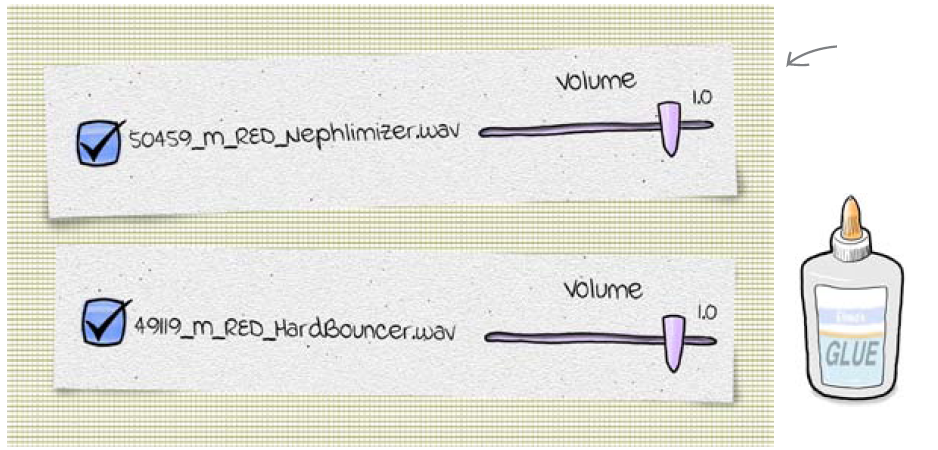 Volume
1.0
50459_m_RED_Nephlimizer.wav
Volume
1.0
49119_m_RED_HardBouncer.wav
GLUE